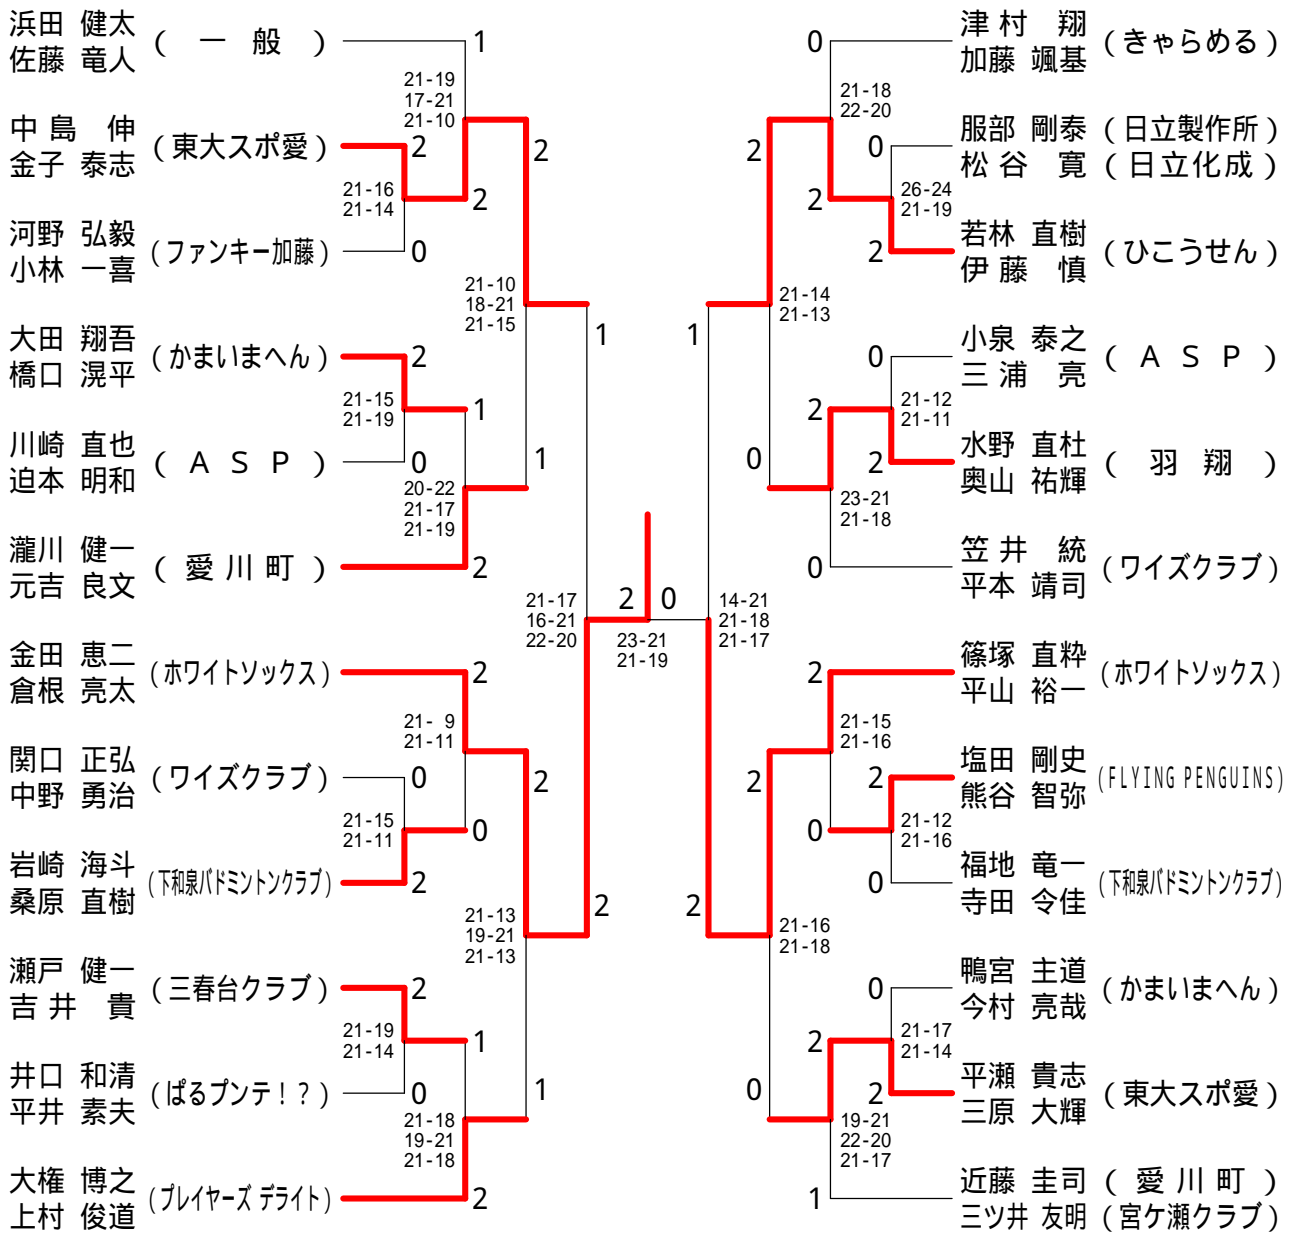 浜田 健太
佐藤 竜人
( 一 般 )
1
21-19
17-21
21-10
中 島 伸
金子 泰志
(東大スポ愛)
2
2
21-16
21-14
2
河野 弘毅
小林 一喜
(ファンキー加藤)
0
21-10
18-21
21-15
1
大田 翔吾
橋口 滉平
(かまいまへん)
2
21-15
21-19
1
川崎 直也
迫本 明和
( A S P )
0
1
20-22
21-17
21-19
瀧川 健一
元吉 良文
( 愛 川 町 )
2
21-17
16-21
22-20
金田 恵二
倉根 亮太
(ホワイトソックス)
2
21- 9
21-11
関口 正弘
中野 勇治
(ワイズクラブ)
0
2
21-15
21-11
0
岩崎 海斗
桑原 直樹
(下和泉バドミントンクラブ)
2
21-13
19-21
21-13
2
瀬戸 健一
吉 井 貴
(三春台クラブ)
2
21-19
21-14
1
井口 和清
平井 素夫
(ぱるプンテ!?)
0
1
21-18
19-21
21-18
大権 博之
上村 俊道
(プレイヤーズ デライト)
2
2 0
23-21
21-19
0
津 村 翔
加藤 颯基
(きゃらめる)
21-18
22-20
2
0
服部 剛泰 (日立製作所)
松 谷 寛 (日立化成)
2
26-24
21-19
2
若林 直樹
伊 藤 慎
(ひこうせん)
1
21-14
21-13
0
小泉 泰之
三 浦 亮
( A S P )
2
21-12
21-11
0
2
水野 直杜
奥山 祐輝
( 羽 翔 )
23-21
21-18
0
笠 井 統
平本 靖司
(ワイズクラブ)
14-21
21-18
21-17
2
篠塚 直粋
平山 裕一
(ホワイトソックス)
21-15
21-16
2
2
塩田 剛史
熊谷 智弥
(FLYING PENGUINS)
0
21-12
21-16
0
福地 竜一
寺田 令佳
(下和泉バドミントンクラブ)
2
21-16
21-18
0
鴨宮 主道
今村 亮哉
(かまいまへん)
2
21-17
21-14
0
2
平瀬 貴志
三原 大輝
(東大スポ愛)
19-21
22-20
21-17
1
近藤 圭司 ( 愛 川 町 )
三ツ井 友明 (宮ケ瀬クラブ)